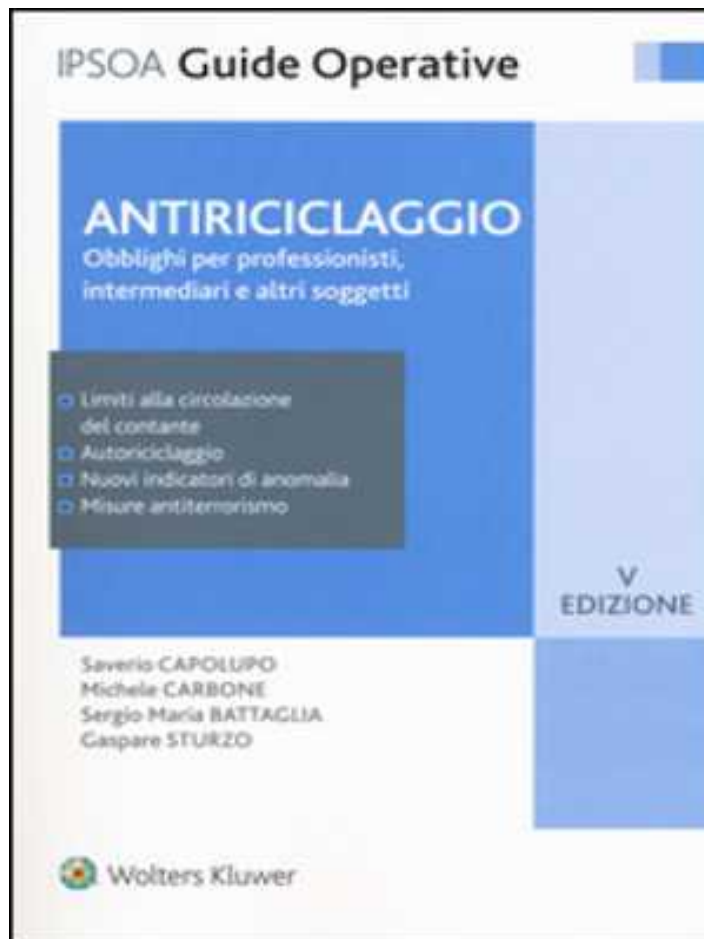 IPSOA Guide Operative
ANTIRICICLAGGIO
Obblighi per professionisti,
intermediari e altri soggetti
Limiti alla circolazione
del contante
Autoriciclaggio
Nuovi indicatori di anomalia
Misure antiterrorismo
V
EDIZIONE
Saverio CAPOLUPO
Michele CARBONE
Sergio Maria BATTAGLIA
Gaspare STURZO
Wolters Kluwer